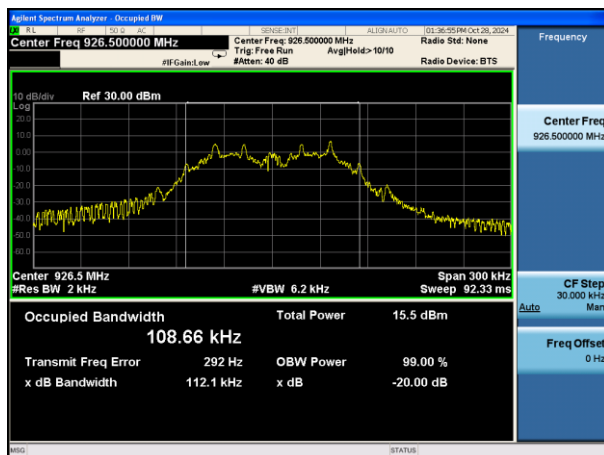 Agilent Spectrum Analyzer - Occupied BW
RL RF 50 Ω AC SENSE:INT ALIGNAUTO 01:36:55PM Oct 28, 2024
Center Freq 926.500000 MHz Center Freq: 926.500000 MHz Radio Std: None
Trig: Free Run Avg|Hold:>10/10
#IFGain:Low #Atten: 40 dB Radio Device: BTS
10 dB/div Ref 30.00 dBm
Log
20.0
10.0
0.00
-10.0
-20.0
-30.0
-40.0
-50.0
-60.0
Center 926.5 MHz Span 300 kHz
#Res BW 2 kHz #VBW 6.2 kHz Sweep 92.33 ms
Occupied Bandwidth Total Power 15.5 dBm
108.66 kHz
Transmit Freq Error 292 Hz OBW Power 99.00 %
x dB Bandwidth 112.1 kHz x dB -20.00 dB
MSG STATUS
Frequency
Center Freq
926.500000 MHz
CF Step
30.000 kHz
Auto Man
Freq Offset
0 Hz